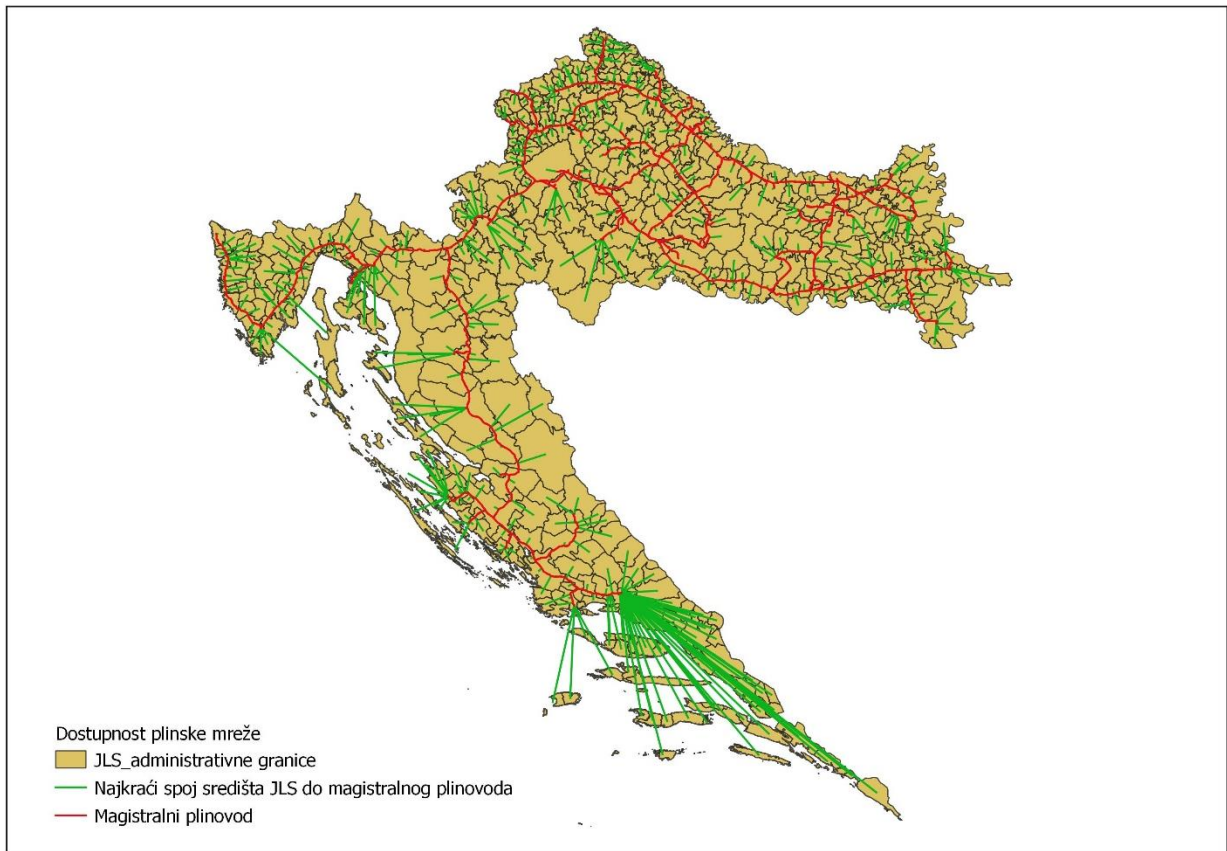 Dostupnost plinske mreže
JLS_administrativne granice
Najkraći spoj središta JLS do magistralnog plinovoda
Magistralni plinovod